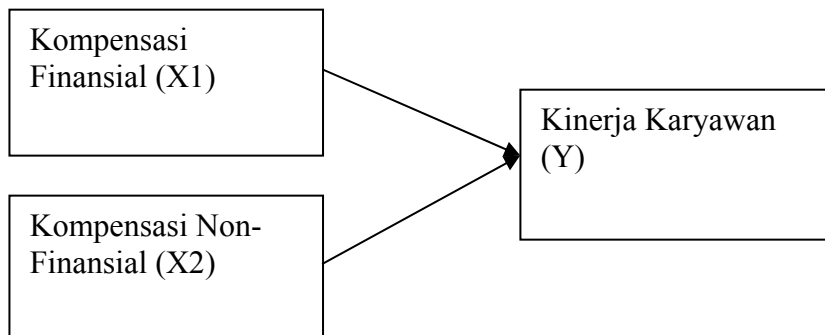 Kompensasi
Finansial (X1)
Kinerja Karyawan
(Y)
Kompensasi Non-
Finansial (X2)